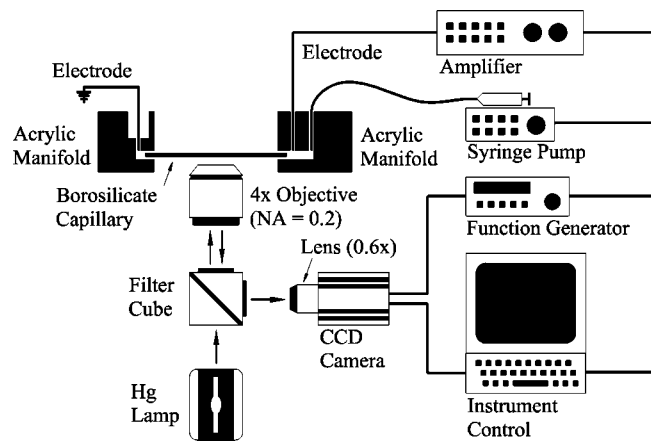 Electrode
Amplifier
Electrode
Acrylic
Manifold
Acrylic
Manifold
Syringe Pump
Borosilicate
Capillary
4x Objective
(NA = 0.2)
Function Generator
Lens (0.6x)
Filter
Cube
CCD
Camera
Hg
Lamp
Instrument
Control